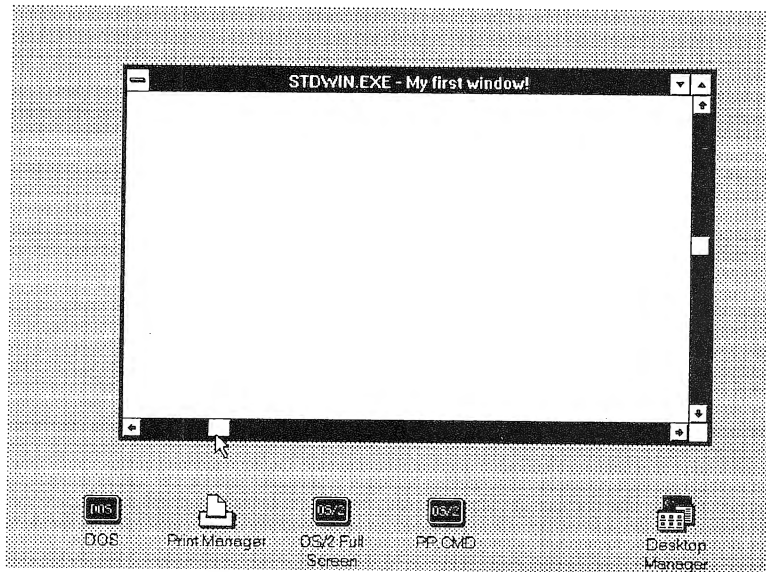 STDWIN.EXE - My first window!
DOS
OS/2
OS/2
DOS
Print Manager
OS/2 Full
Screen
PP.CMD
Desktop
Manager